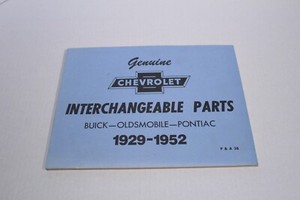 Genuine
CHEVROLET
INTERCHANGEABLE PARTS
BUICK—OLDSMOBILE—PONTIAC
1929-1952